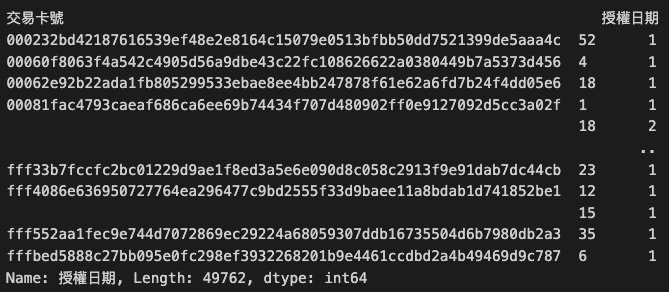 交易卡號 授權日期
000232bd42187616539ef48e2e8164c15079e0513bfbb50dd7521399de5aaa4c 52 1
00060f8063f4a542c4905d56a9dbe43c22fc108626622a0380449b7a5373d456 4 1
00062e92b22ada1fb805299533ebae8ee4bb247878f61e62a6fd7b24f4dd05e6 18 1
00081fac4793caeaf686ca6ee69b74434f707d480902ff0e9127092d5cc3a02f 1 1
18 2
..
fff33b7fccfc2bc01229d9ae1f8ed3a5e6e090d8c058c2913f9e91dab7dc44cb 23 1
fff4086e636950727764ea296477c9bd2555f33d9baee11a8bdab1d741852be1 12 1
15 1
fff552aa1fec9e744d7072869ec29224a68059307ddb16735504d6b7980db2a3 35 1
fffbed5888c27bb095e0fc298ef3932268201b9e4461ccdbd2a4b49469d9c787 6 1
Name: 授權日期, Length: 49762, dtype: int64